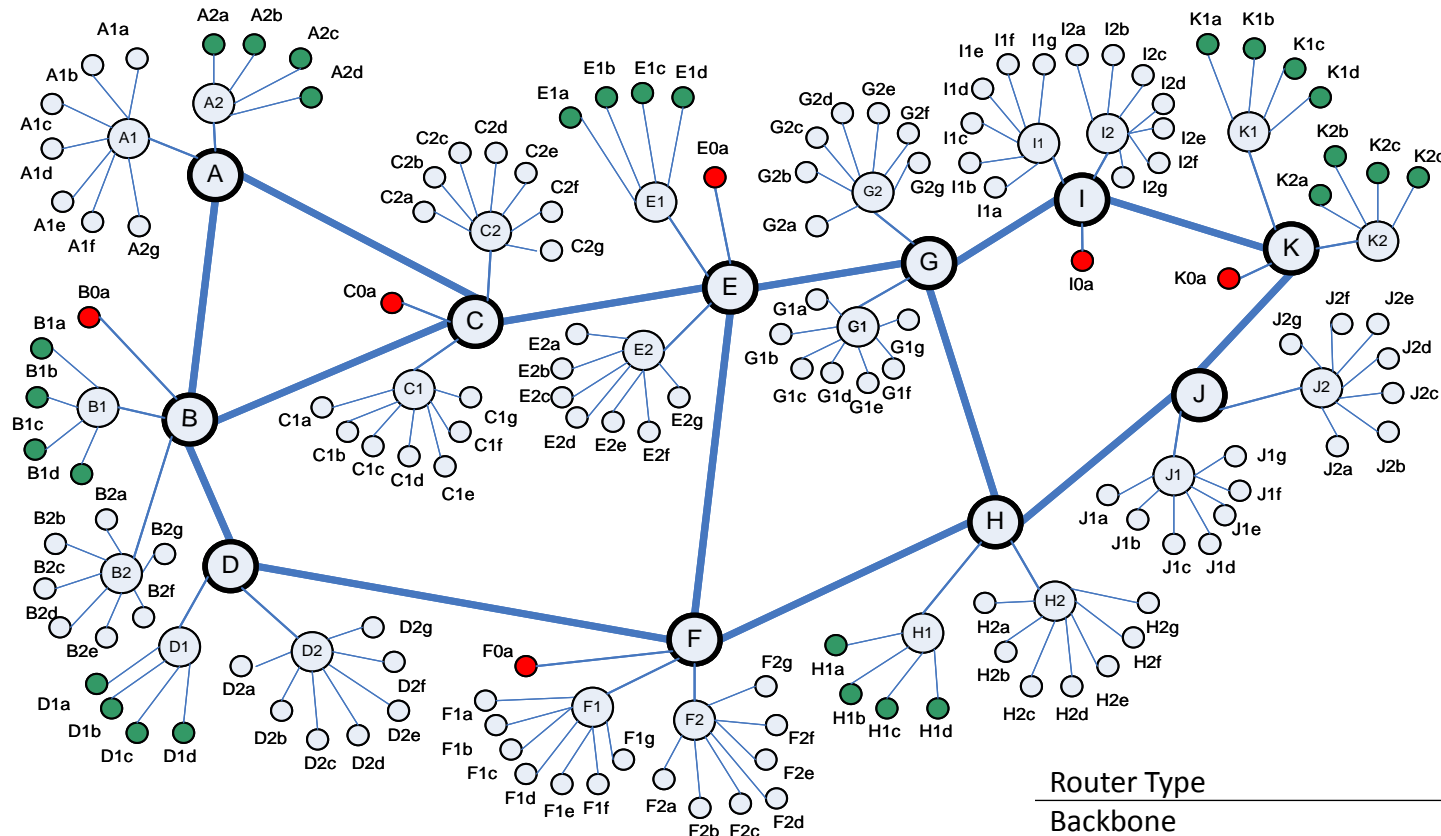 A2a
A2b
A2c
A2d
A1a
A1b
A1c
A1d
A1e
A1f
A2g
A1
A2
A
B0a
B1a
B1b
B1c
B1d
B1
B
B2a
B2b
B2c
B2d
B2e
B2f
B2g
B2
C2a
C2b
C2c
C2d
C2e
C2f
C2g
C2
C0a
C
C1
C1a
C1b
C1c
C1d
C1e
C1f
C1g
D
D1
D1a
D1b
D1c
D1d
D2
D2a
D2b
D2c
D2d
D2e
D2f
D2g
E1a
E1b
E1c
E1d
E1
E0a
E
E2
E2a
E2b
E2c
E2d
E2e
E2f
E2g
F0a
F
F1
F1a
F1b
F1c
F1d
F1e
F1f
F1g
F2
F2a
F2b
F2c
F2d
F2e
F2f
F2g
G2a
G2b
G2c
G2d
G2e
G2f
G2g
G2
G
G1
G1a
G1b
G1c
G1d
G1e
G1f
G1g
H
H1
H1a
H1b
H1c
H1d
H2
H2a
H2b
H2c
H2d
H2e
H2f
H2g
I1a
I1b
I1c
I1d
I1e
I1f
I1g
I1
I2a
I2b
I2c
I2d
I2e
I2f
I2g
I2
I
I0a
K1a
K1b
K1c
K1d
K1
K2a
K2b
K2c
K2
K
K0a
J
J2
J2a
J2b
J2c
J2d
J2e
J2f
J2g
J1
J1a
J1b
J1c
J1d
J1e
J1f
J1g
Router Type
Backbone